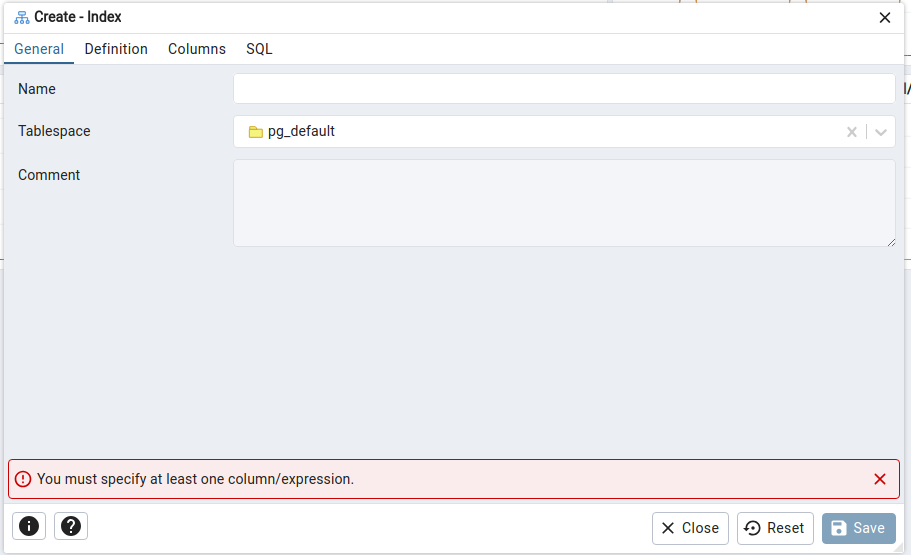 Create - Index
General Definition Columns SQL
Name
Tablespace pg_default
Comment
You must specify at least one column/expression.
Close Reset Save